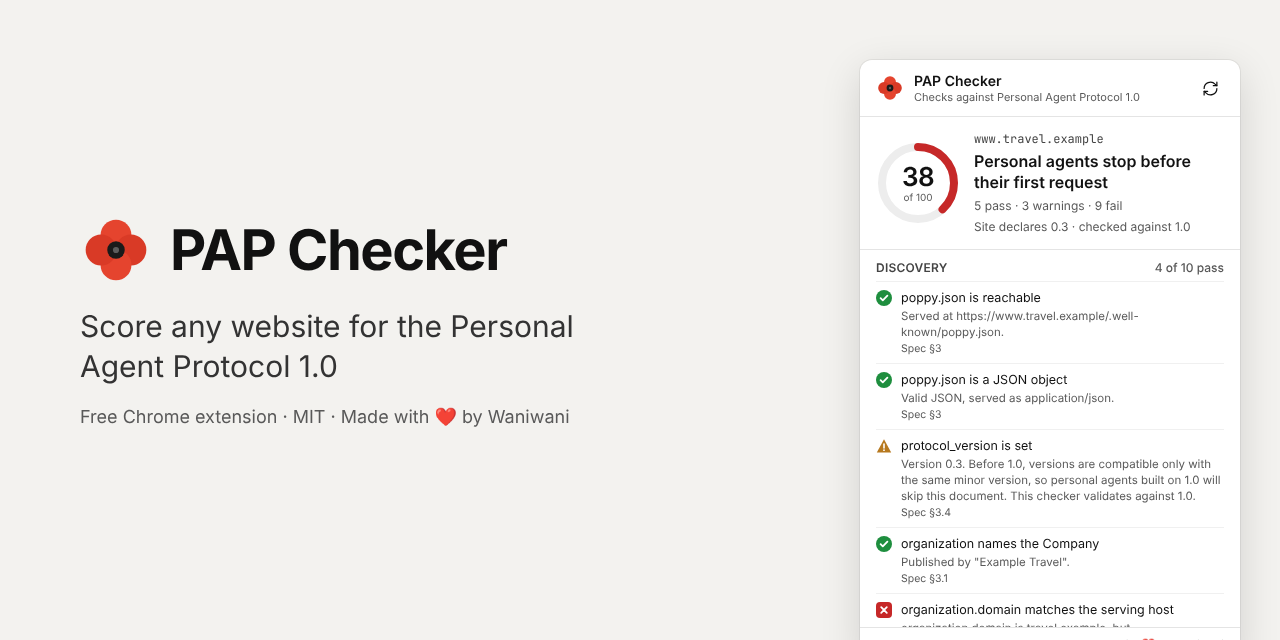 PAP Checker
Score any website for the Personal
Agent Protocol 1.0
Free Chrome extension · MIT · Made with ❤️ by Waniwani
PAP Checker
Checks against Personal Agent Protocol 1.0
38
of 100
www.travel.example
Personal agents stop before
their first request
5 pass · 3 warnings · 9 fail
Site declares 0.3 · checked against 1.0
DISCOVERY
4 of 10 pass
poppy.json is reachable
Served at https://www.travel.example/.well-
known/poppy.json.
Spec §3
poppy.json is a JSON object
Valid JSON, served as application/json.
Spec §3
protocol_version is set
Version 0.3. Before 1.0, versions are compatible only with
the same minor version, so personal agents built on 1.0 will
skip this document. This checker validates against 1.0.
Spec §3.4
organization names the Company
Published by "Example Travel".
Spec §3.1
organization.domain matches the serving host
organization.domain is travel.example, but